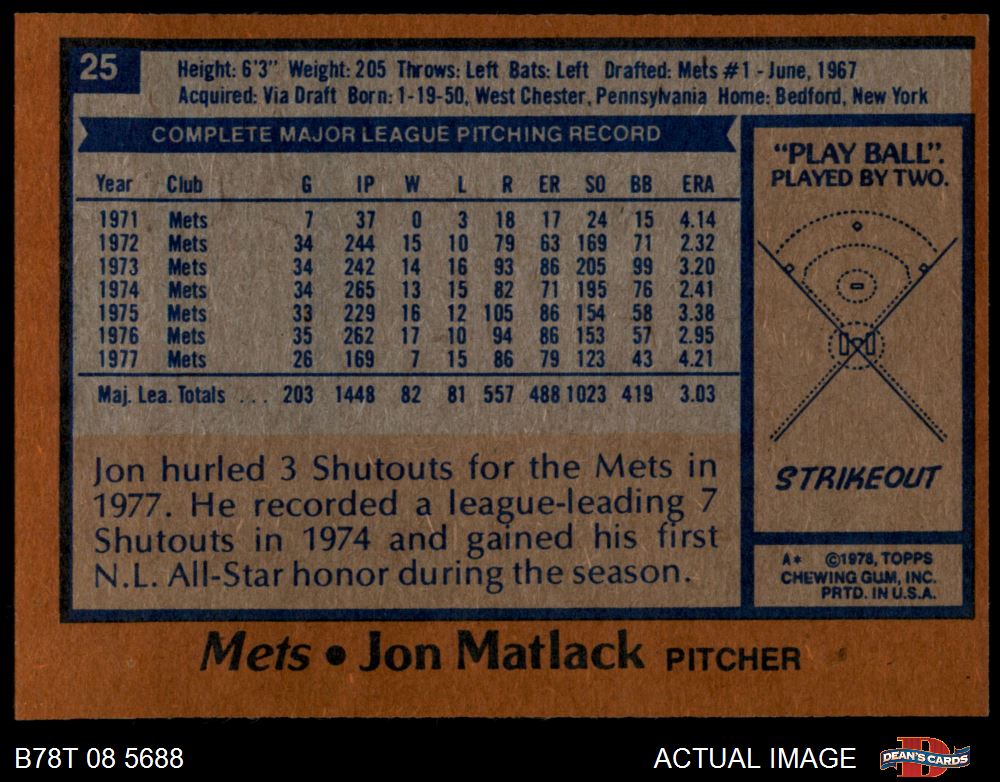 25
Height: 6'3" Weight: 205 Throws: Left Bats: Left Drafted: Mets #1 - June, 1967
Acquired: Via Draft Born: 1-19-50, West Chester, Pennsylvania Home: Bedford, New York
COMPLETE MAJOR LEAGUE PITCHING RECORD
Year Club G IP W L R ER SO BB ERA
1971 Mets 7 37 0 3 18 17 24 15 4.14
1972 Mets 34 244 15 10 79 63 169 71 2.32
1973 Mets 34 242 14 16 93 86 205 99 3.20
1974 Mets 34 265 13 15 82 71 195 76 2.41
1975 Mets 33 229 16 12 105 86 154 58 3.38
1976 Mets 35 262 17 10 94 86 153 57 2.95
1977 Mets 26 169 7 15 86 79 123 43 4.21
Maj. Lea. Totals . . . 203 1448 82 81 557 488 1023 419 3.03
Jon hurled 3 Shutouts for the Mets in
1977. He recorded a league-leading 7
Shutouts in 1974 and gained his first
N.L. All-Star honor during the season.
"PLAY BALL".
PLAYED BY TWO.
STRIKEOUT
A* ©1978, TOPPS
CHEWING GUM, INC.
PRTD. IN U.S.A.
Mets • Jon Matlack PITCHER
B78T 08 5688
ACTUAL IMAGE
DEAN'S CARDS